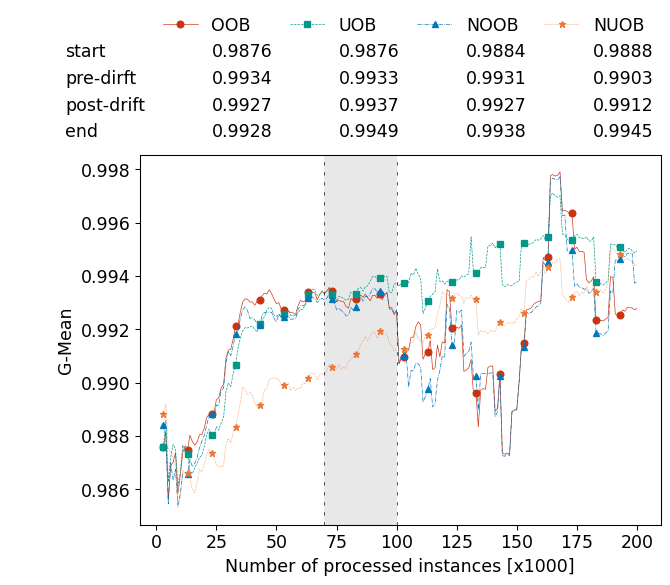 OOB UOB NOOB NUOB
start 0.9876 0.9876 0.9884 0.9888
pre-dirft 0.9934 0.9933 0.9931 0.9903
post-drift 0.9927 0.9937 0.9927 0.9912
end 0.9928 0.9949 0.9938 0.9945
0.998
0.996
0.994
0.992
0.990
0.988
0.986
G-Mean
0 25 50 75 100 125 150 175 200
Number of processed instances [x1000]